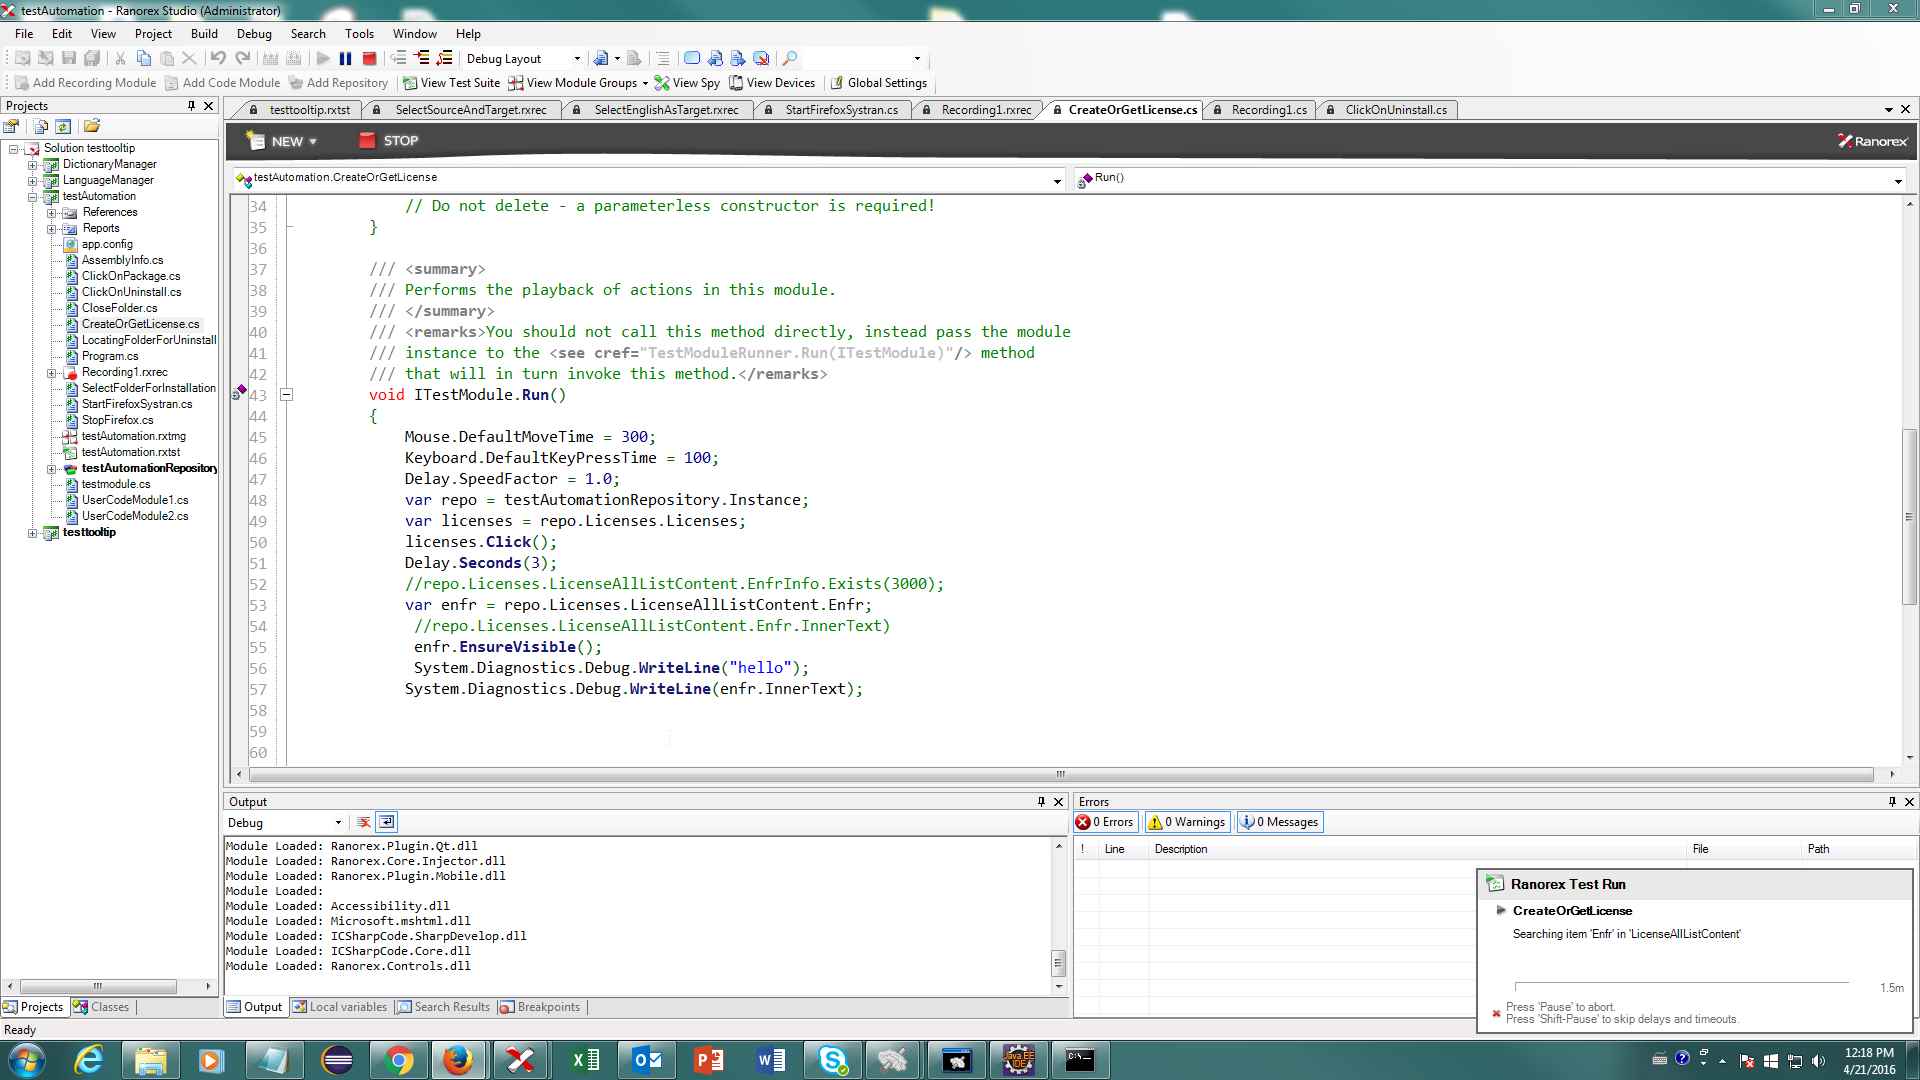 testAutomation - Ranorex Studio (Administrator)
File Edit View Project Build Debug Search Tools Window Help
Debug Layout
Add Recording Module Add Code Module Add Repository View Test Suite View Module Groups View Spy View Devices Global Settings
Projects
testtooltip.rxtst SelectSourceAndTarget.rxrec SelectEnglishAsTarget.rxrec StartFirefoxSystran.cs Recording1.rxrec CreateOrGetLicense.cs Recording1.cs ClickOnUninstall.cs
NEW STOP Ranorex
testAutomation.CreateOrGetLicense Run()
Solution testtooltip
DictionaryManager
LanguageManager
testAutomation
References
Reports
app.config
AssemblyInfo.cs
ClickOnPackage.cs
ClickOnUninstall.cs
CloseFolder.cs
CreateOrGetLicense.cs
LocatingFolderForUninstall
Program.cs
Recording1.rxrec
SelectFolderForInstallation
StartFirefoxSystran.cs
StopFirefox.cs
testAutomation.rxtmg
testAutomation.rxtst
testAutomationRepository
testmodule.cs
UserCodeModule1.cs
UserCodeModule2.cs
testtooltip
Projects Classes
34 // Do not delete - a parameterless constructor is required!
35 }
36
37 /// <summary>
38 /// Performs the playback of actions in this module.
39 /// </summary>
40 /// <remarks>You should not call this method directly, instead pass the module
41 /// instance to the <see cref="TestModuleRunner.Run(ITestModule)"/> method
42 /// that will in turn invoke this method.</remarks>
43 void ITestModule.Run()
44 {
45 Mouse.DefaultMoveTime = 300;
46 Keyboard.DefaultKeyPressTime = 100;
47 Delay.SpeedFactor = 1.0;
48 var repo = testAutomationRepository.Instance;
49 var licenses = repo.Licenses.Licenses;
50 licenses.Click();
51 Delay.Seconds(3);
52 //repo.Licenses.LicenseAllListContent.EnfrInfo.Exists(3000);
53 var enfr = repo.Licenses.LicenseAllListContent.Enfr;
54 //repo.Licenses.LicenseAllListContent.Enfr.InnerText)
55 enfr.EnsureVisible();
56 System.Diagnostics.Debug.WriteLine("hello");
57 System.Diagnostics.Debug.WriteLine(enfr.InnerText);
58
59
60
Output
Debug
Module Loaded: Ranorex.Plugin.Qt.dll
Module Loaded: Ranorex.Core.Injector.dll
Module Loaded: Ranorex.Plugin.Mobile.dll
Module Loaded:
Module Loaded: Accessibility.dll
Module Loaded: Microsoft.mshtml.dll
Module Loaded: ICSharpCode.SharpDevelop.dll
Module Loaded: ICSharpCode.Core.dll
Module Loaded: Ranorex.Controls.dll
Output Local variables Search Results Breakpoints
Errors
0 Errors 0 Warnings 0 Messages
! Line Description File Path
Ranorex Test Run
CreateOrGetLicense
Searching item 'Enfr' in 'LicenseAllListContent'
1.5m
Press 'Pause' to abort.
Press 'Shift-Pause' to skip delays and timeouts.
Ready
Java EE
IDE
C:\_
12:18 PM
4/21/2016